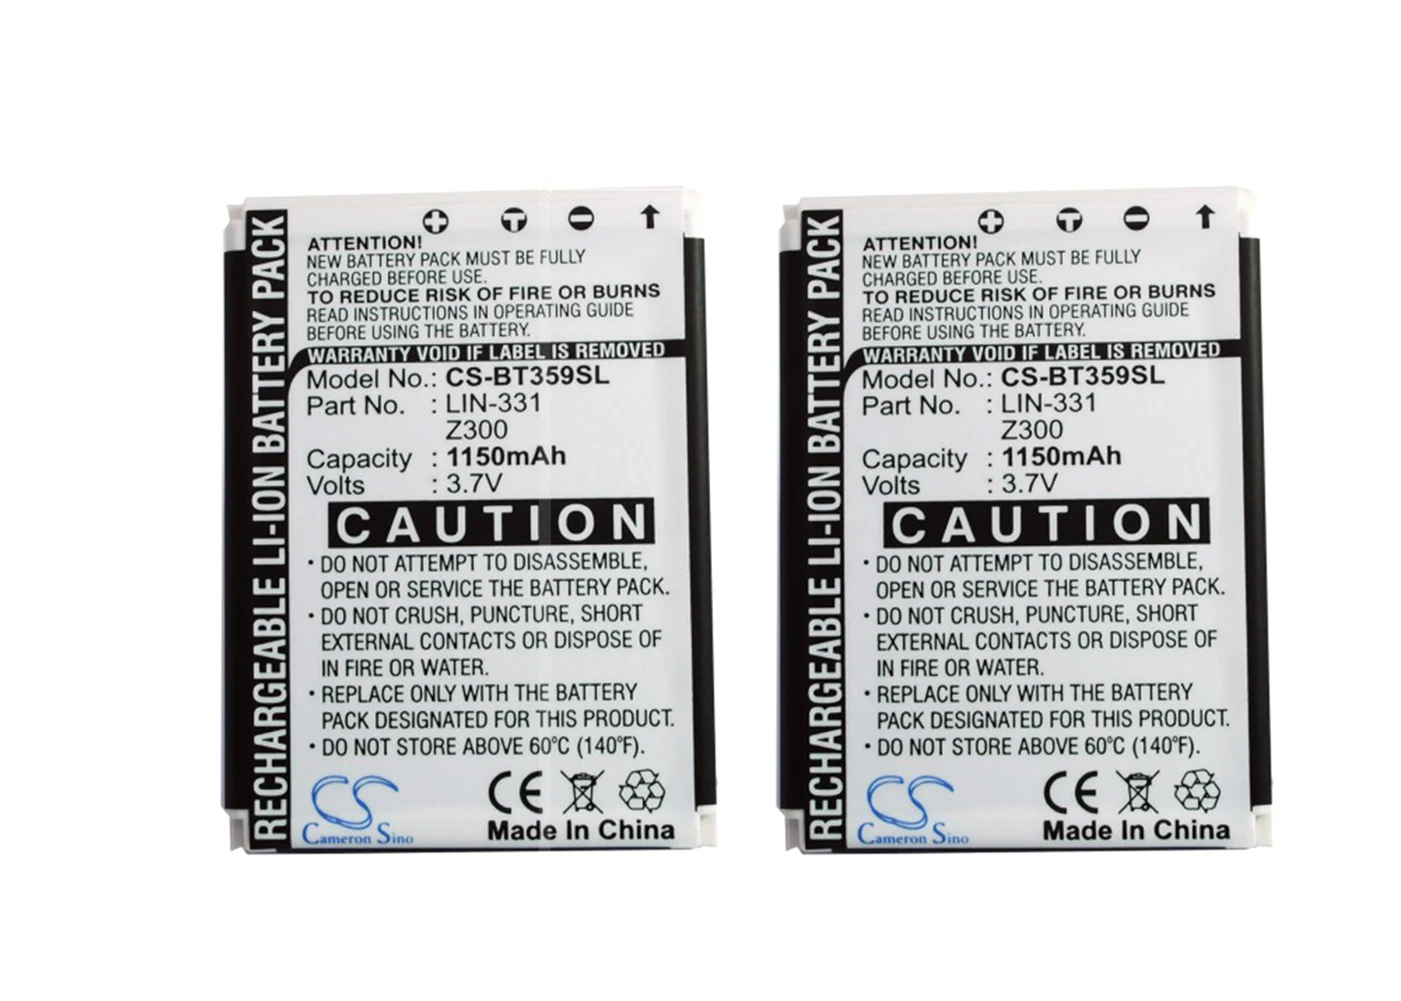 RECHARGEABLE LI-ION BATTERY PACK
+ T -
ATTENTION!
NEW BATTERY PACK MUST BE FULLY
CHARGED BEFORE USE.
TO REDUCE RISK OF FIRE OR BURNS
READ INSTRUCTIONS IN OPERATING GUIDE
BEFORE USING THE BATTERY.
WARRANTY VOID IF LABEL IS REMOVED
Model No.: CS-BT359SL
Part No. : LIN-331
Z300
Capacity : 1150mAh
Volts : 3.7V
CAUTION
• DO NOT ATTEMPT TO DISASSEMBLE,
OPEN OR SERVICE THE BATTERY PACK.
• DO NOT CRUSH, PUNCTURE, SHORT
EXTERNAL CONTACTS OR DISPOSE OF
IN FIRE OR WATER.
• REPLACE ONLY WITH THE BATTERY
PACK DESIGNATED FOR THIS PRODUCT.
• DO NOT STORE ABOVE 60°C (140°F).
CS CE
Cameron Sino
Made In China
RECHARGEABLE LI-ION BATTERY PACK
+ T -
ATTENTION!
NEW BATTERY PACK MUST BE FULLY
CHARGED BEFORE USE.
TO REDUCE RISK OF FIRE OR BURNS
READ INSTRUCTIONS IN OPERATING GUIDE
BEFORE USING THE BATTERY.
WARRANTY VOID IF LABEL IS REMOVED
Model No.: CS-BT359SL
Part No. : LIN-331
Z300
Capacity : 1150mAh
Volts : 3.7V
CAUTION
• DO NOT ATTEMPT TO DISASSEMBLE,
OPEN OR SERVICE THE BATTERY PACK.
• DO NOT CRUSH, PUNCTURE, SHORT
EXTERNAL CONTACTS OR DISPOSE OF
IN FIRE OR WATER.
• REPLACE ONLY WITH THE BATTERY
PACK DESIGNATED FOR THIS PRODUCT.
• DO NOT STORE ABOVE 60°C (140°F).
CS CE
Cameron Sino
Made In China